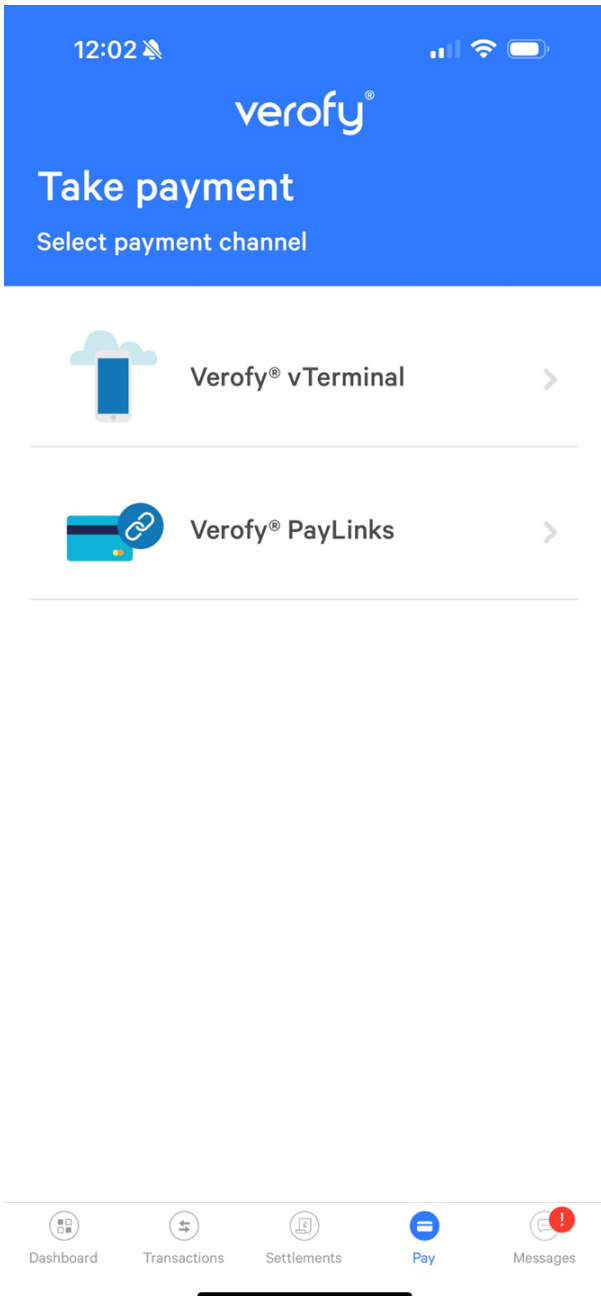 12:02
verofy®
Take payment
Select payment channel
Verofy® vTerminal
Verofy® PayLinks
Dashboard
Transactions
Settlements
Pay
Messages